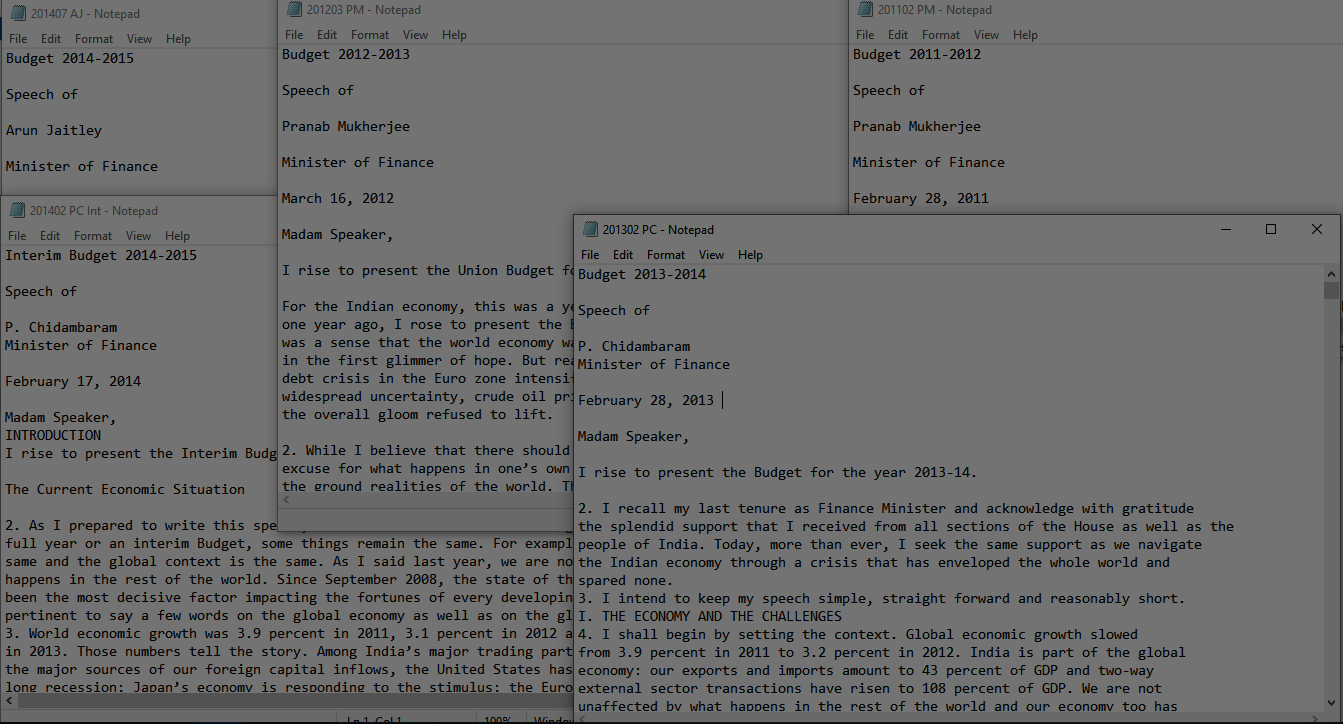 201407 AJ - Notepad
File Edit Format View Help
Budget 2014-2015
Speech of
Arun Jaitley
Minister of Finance
201203 PM - Notepad
File Edit Format View Help
Budget 2012-2013
Speech of
Pranab Mukherjee
Minister of Finance
March 16, 2012
Madam Speaker,
I rise to present the Union Budget fo
For the Indian economy, this was a ye
one year ago, I rose to present the B
was a sense that the world economy wa
in the first glimmer of hope. But rea
debt crisis in the Euro zone intensif
widespread uncertainty, crude oil pri
the overall gloom refused to lift.
2. While I believe that there should
excuse for what happens in one’s own
the ground realities of the world. Th
201102 PM - Notepad
File Edit Format View Help
Budget 2011-2012
Speech of
Pranab Mukherjee
Minister of Finance
February 28, 2011
201402 PC Int - Notepad
File Edit Format View Help
Interim Budget 2014-2015
Speech of
P. Chidambaram
Minister of Finance
February 17, 2014
Madam Speaker,
INTRODUCTION
I rise to present the Interim Budg
The Current Economic Situation
2. As I prepared to write this spe
full year or an interim Budget, some things remain the same. For exampl
same and the global context is the same. As I said last year, we are no
happens in the rest of the world. Since September 2008, the state of th
been the most decisive factor impacting the fortunes of every developin
pertinent to say a few words on the global economy as well as on the gl
3. World economic growth was 3.9 percent in 2011, 3.1 percent in 2012 a
in 2013. Those numbers tell the story. Among India’s major trading part
the major sources of our foreign capital inflows, the United States has
long recession; Japan’s economy is responding to the stimulus; the Euro
Ln 1, Col 1 100% Window
201302 PC - Notepad
File Edit Format View Help
Budget 2013-2014
Speech of
P. Chidambaram
Minister of Finance
February 28, 2013
Madam Speaker,
I rise to present the Budget for the year 2013-14.
2. I recall my last tenure as Finance Minister and acknowledge with gratitude
the splendid support that I received from all sections of the House as well as the
people of India. Today, more than ever, I seek the same support as we navigate
the Indian economy through a crisis that has enveloped the whole world and
spared none.
3. I intend to keep my speech simple, straight forward and reasonably short.
I. THE ECONOMY AND THE CHALLENGES
4. I shall begin by setting the context. Global economic growth slowed
from 3.9 percent in 2011 to 3.2 percent in 2012. India is part of the global
economy: our exports and imports amount to 43 percent of GDP and two-way
external sector transactions have risen to 108 percent of GDP. We are not
unaffected by what happens in the rest of the world and our economy too has